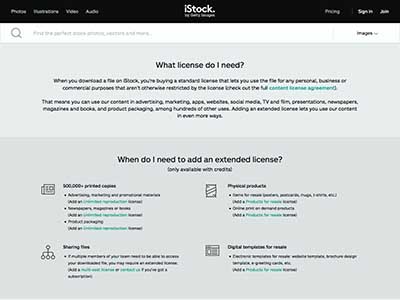 Photos Illustrations Video Audio
iStock.
by Getty Images
Pricing Sign in Join
Find the perfect stock photos, vectors and more...
Images
What license do I need?
When you download a file on iStock, you're buying a standard license that lets you use the file for any personal, business or
commercial purposes that aren't otherwise restricted by the license (check out the full content license agreement).
That means you can use our content in advertising, marketing, apps, websites, social media, TV and film, presentations, newspapers,
magazines and books, and product packaging, among hundreds of other uses. Adding an extended license lets you use our content
in even more ways.
When do I need to add an extended license?
(only available with credits)
500,000+ printed copies
• Advertising, marketing and promotional materials
(Add an Unlimited reproduction license)
• Newspapers, magazines or books
(Add an Unlimited reproduction license)
• Product packaging
(Add an Unlimited reproduction license)
Physical products
• Items for resale (posters, postcards, mugs, t-shirts, etc.)
(Add a Products for resale license)
• Online print on demand products
(Add a Products for resale license)
Sharing files
• If multiple members of your team need to be able to access
your downloaded file, you may require an extended license.
(Add a multi-seat license or contact us if you've got a
subscription)
Digital templates for resale
• Electronic templates for resale: website template, brochure design
template, e greeting cards, etc.
(Add a Products for resale license)